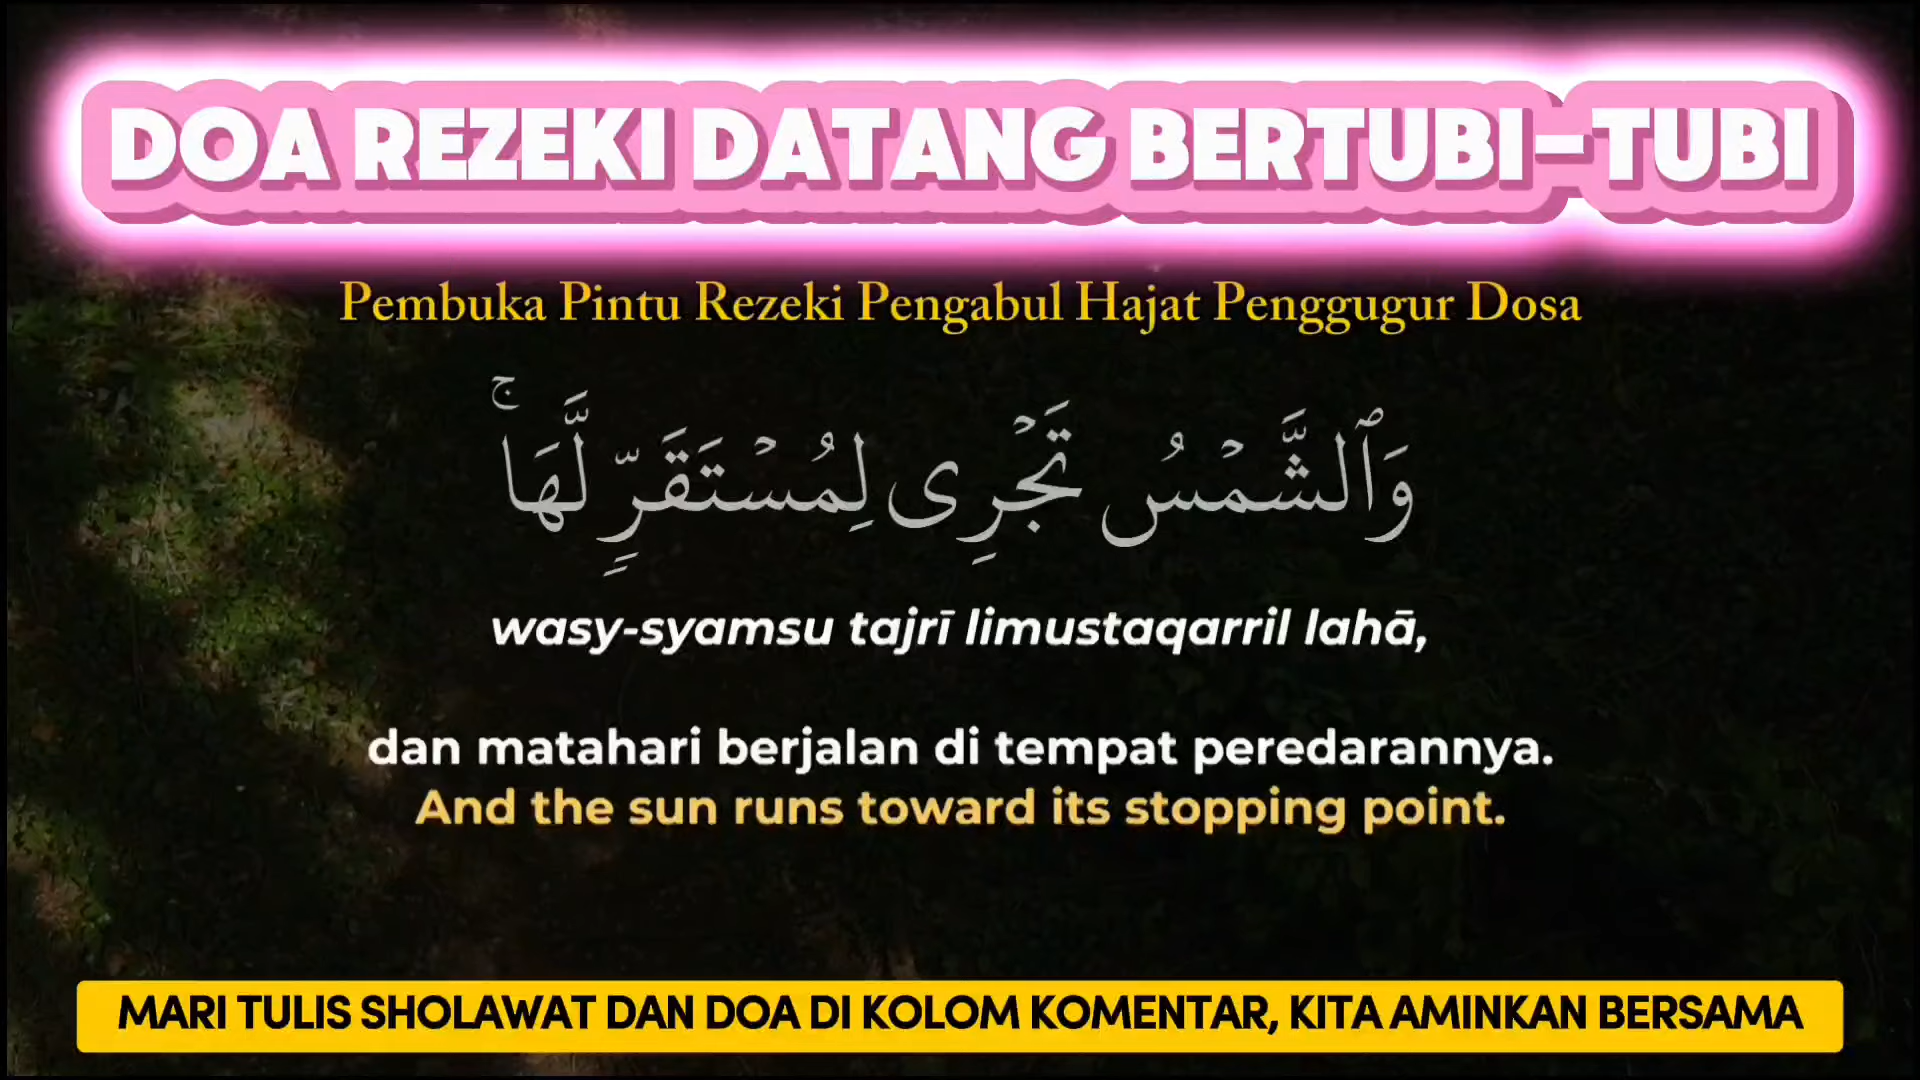 DOA REZEKI DATANG BERTUBI-TUBI
Pembuka Pintu Rezeki Pengabul Hajat Penggugur Dosa
وَٱلشَّمْسُ تَجْرِى لِمُسْتَقَرٍّ لَّهَا ۚ
wasy-syamsu tajrī limustaqarril lahā,
dan matahari berjalan di tempat peredarannya.
And the sun runs toward its stopping point.
MARI TULIS SHOLAWAT DAN DOA DI KOLOM KOMENTAR, KITA AMINKAN BERSAMA